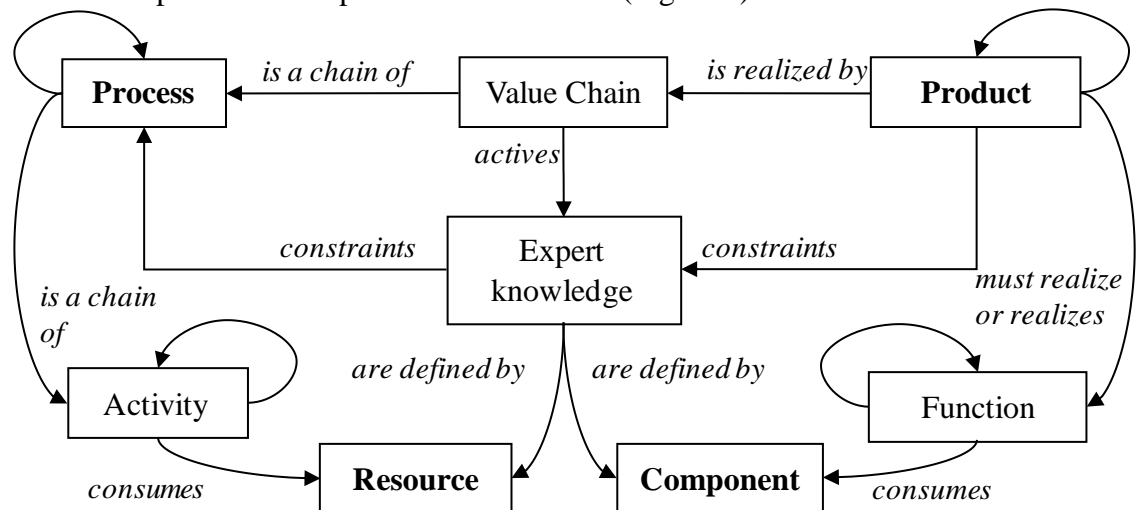 is a chain of
is realized by
Process
Value Chain
Product
actives
constraints
Expert
knowledge
constraints
is a chain
of
must realize
or realizes
are defined by
are defined by
Activity
Function
consumes
Resource
Component
consumes